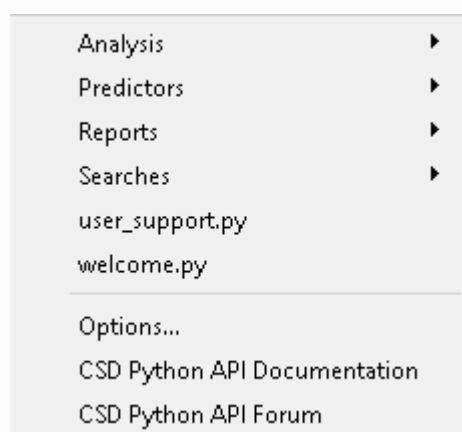 Analysis
Predictors
Reports
Searches
user_support.py
welcome.py
Options...
CSD Python API Documentation
CSD Python API Forum